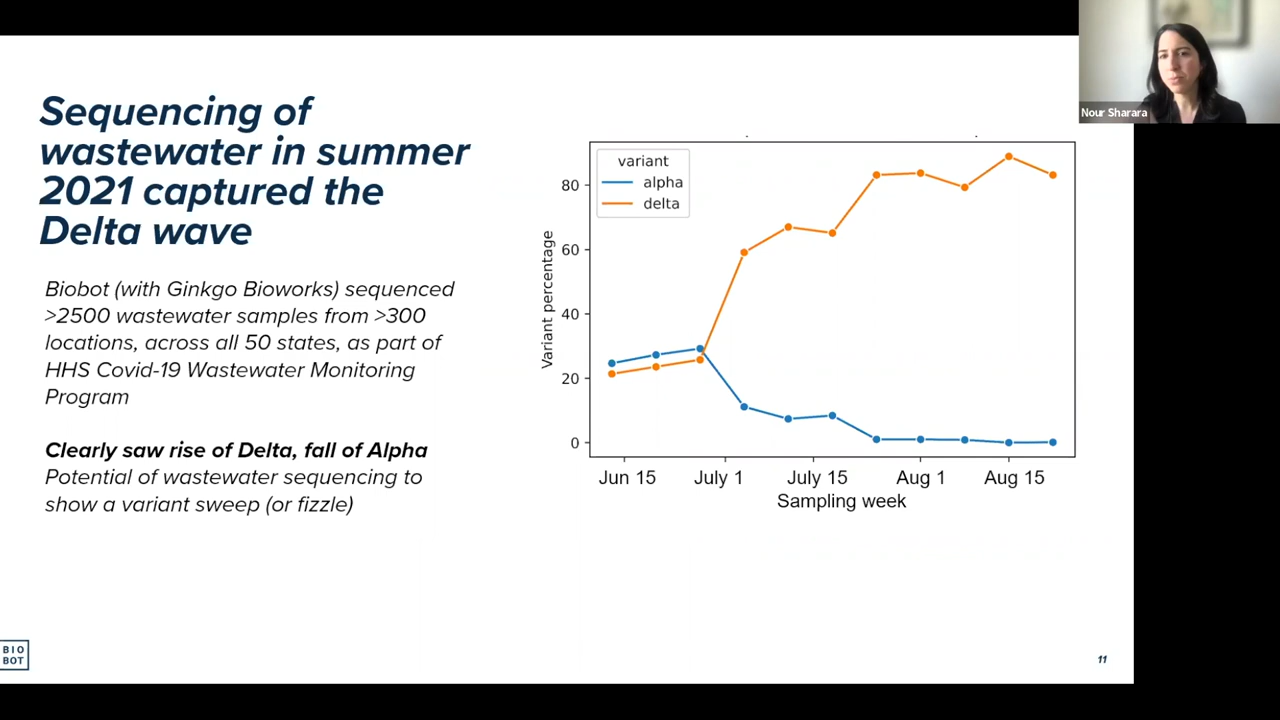 Nour Sharara
Sequencing of
wastewater in summer
2021 captured the
Delta wave
Biobot (with Ginkgo Bioworks) sequenced
>2500 wastewater samples from >300
locations, across all 50 states, as part of
HHS Covid-19 Wastewater Monitoring
Program
Clearly saw rise of Delta, fall of Alpha
Potential of wastewater sequencing to
show a variant sweep (or fizzle)
variant
alpha
delta
Variant percentage
80
60
40
20
0
Jun 15 July 1 July 15 Aug 1 Aug 15
Sampling week
BIO
BOT
11